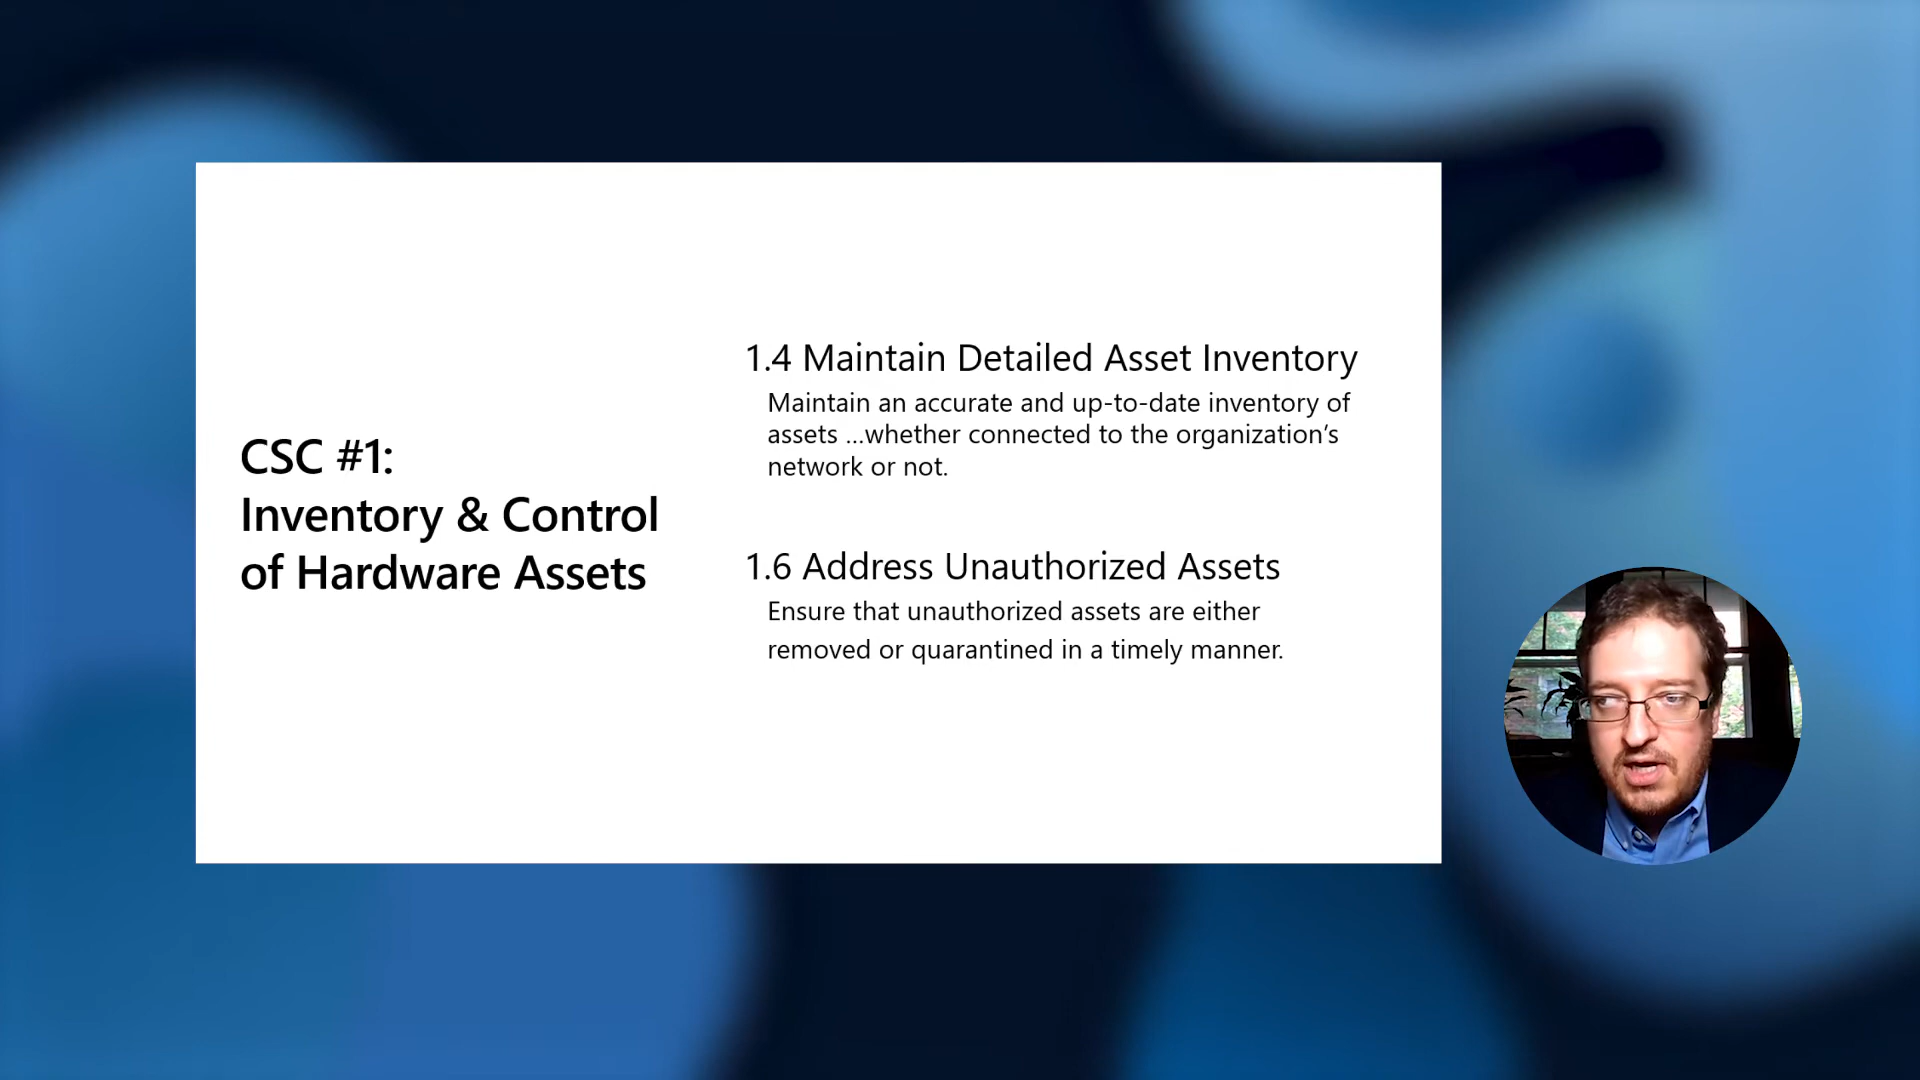 CSC #1:
Inventory & Control
of Hardware Assets
1.4 Maintain Detailed Asset Inventory
Maintain an accurate and up-to-date inventory of
assets ...whether connected to the organization’s
network or not.
1.6 Address Unauthorized Assets
Ensure that unauthorized assets are either
removed or quarantined in a timely manner.